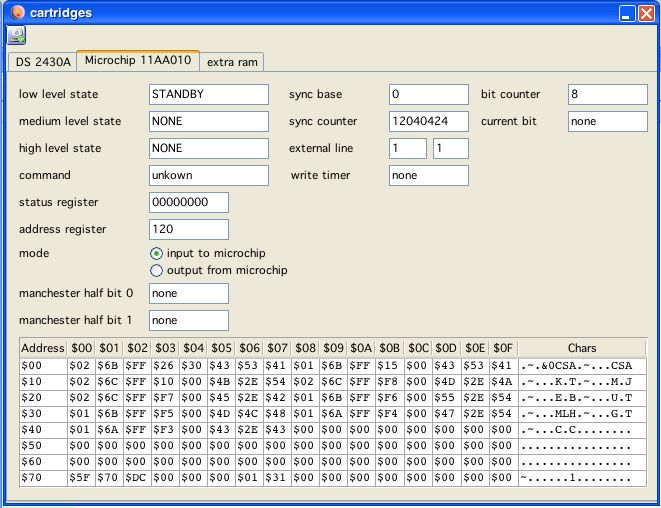 cartridges
DS 2430A Microchip 11AA010 extra ram
low level state STANDBY sync base 0 bit counter 8
medium level state NONE sync counter 12040424 current bit none
high level state NONE external line 1 1
command unkown write timer none
status register 00000000
address register 120
mode input to microchip
output from microchip
manchester half bit 0 none
manchester half bit 1 none
Address $00 $01 $02 $03 $04 $05 $06 $07 $08 $09 $0A $0B $0C $0D $0E $0F Chars
$00 $02 $6B $FF $26 $30 $43 $53 $41 $01 $6B $FF $15 $00 $43 $53 $41 .~.&0CSA.~...CSA
$10 $02 $6C $FF $10 $00 $4B $2E $54 $02 $6C $FF $F8 $00 $4D $2E $4A .~...K.T.~...M.J
$20 $02 $6C $FF $F7 $00 $45 $2E $42 $01 $6B $FF $F6 $00 $55 $2E $54 .~...E.B.~...U.T
$30 $01 $6B $FF $F5 $00 $4D $4C $48 $01 $6A $FF $F4 $00 $47 $2E $54 .~...MLH.~...G.T
$40 $01 $6A $FF $F3 $00 $43 $2E $43 $00 $00 $00 $00 $00 $00 $00 $00 .~...C.C........
$50 $00 $00 $00 $00 $00 $00 $00 $00 $00 $00 $00 $00 $00 $00 $00 $00 ................
$60 $00 $00 $00 $00 $00 $00 $00 $00 $00 $00 $00 $00 $00 $00 $00 $00 ................
$70 $5F $70 $DC $00 $00 $00 $01 $31 $00 $00 $00 $00 $00 $00 $00 $00 ~......1........